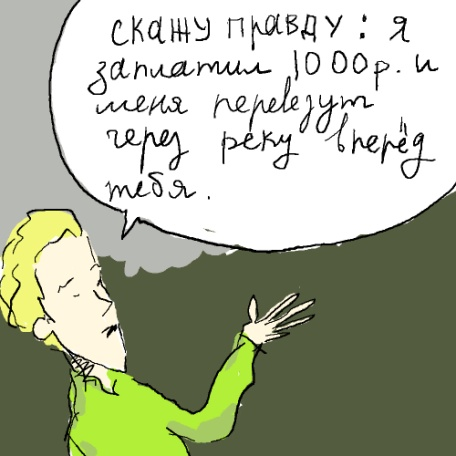 скажу правду: я
заплатил 1000р. и
меня перевезут
через реку вперёд
тебя.